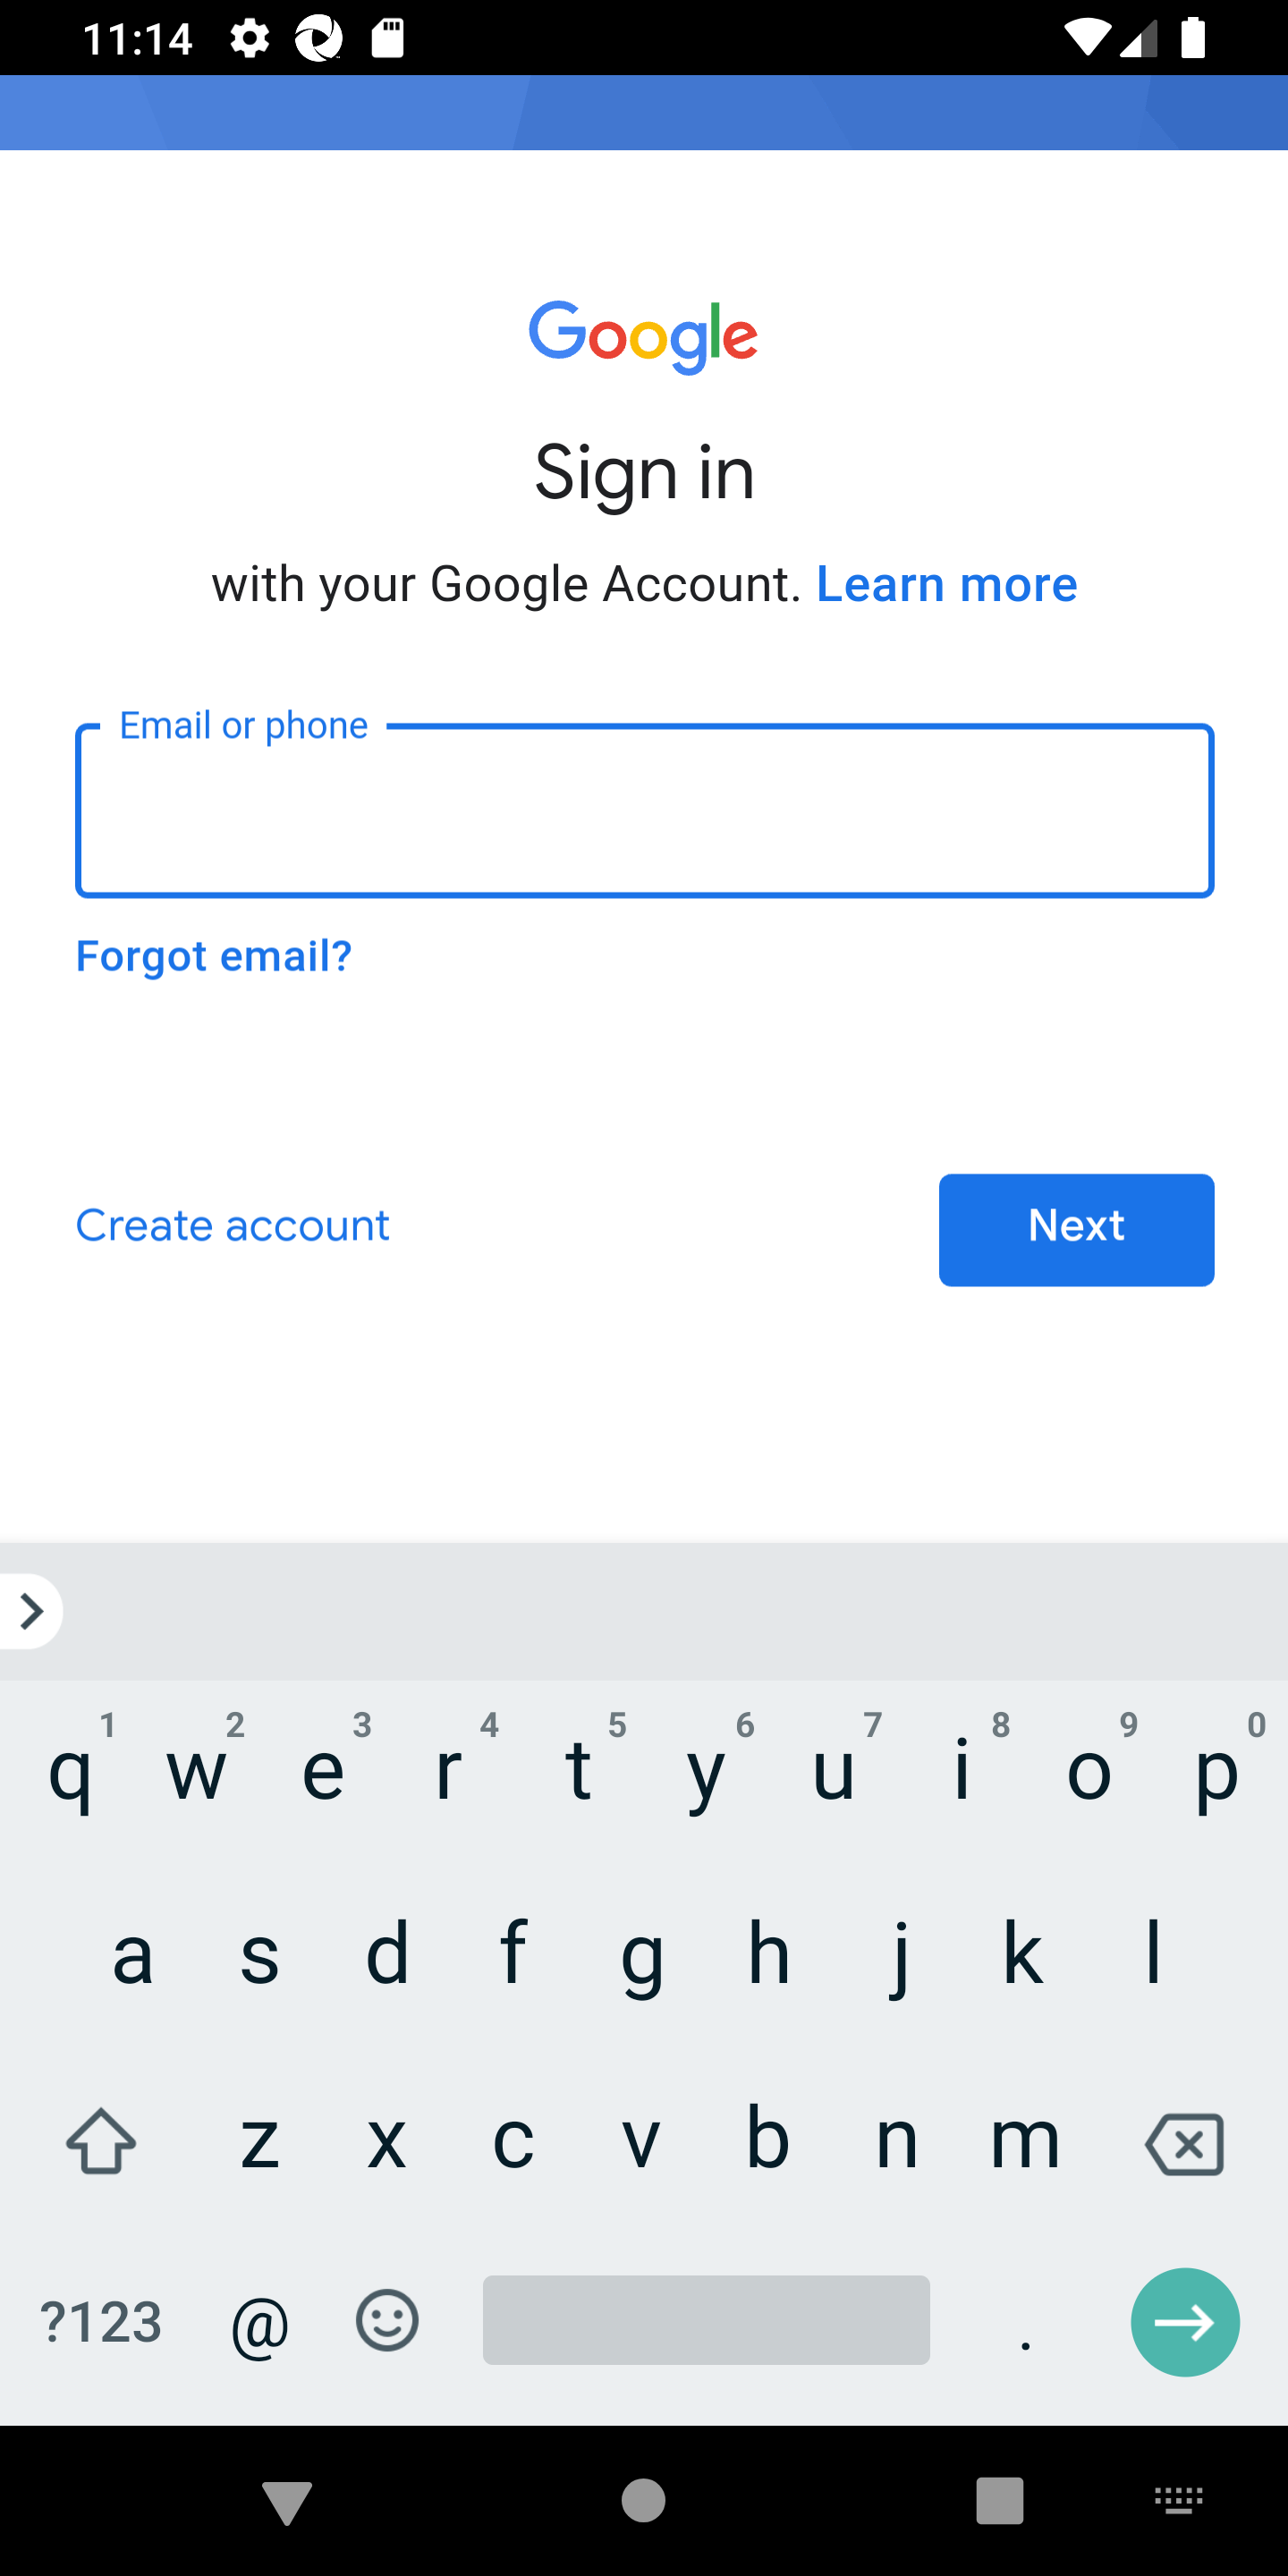 11:14
Google
Sign in
with your Google Account. Learn more
Email or phone
Forgot email?
Create account
Next
1 2 3 4 5 6 7 8 9 0
q w e r t y u i o p
a s d f g h j k l
z x c v b n m
?123 @ .